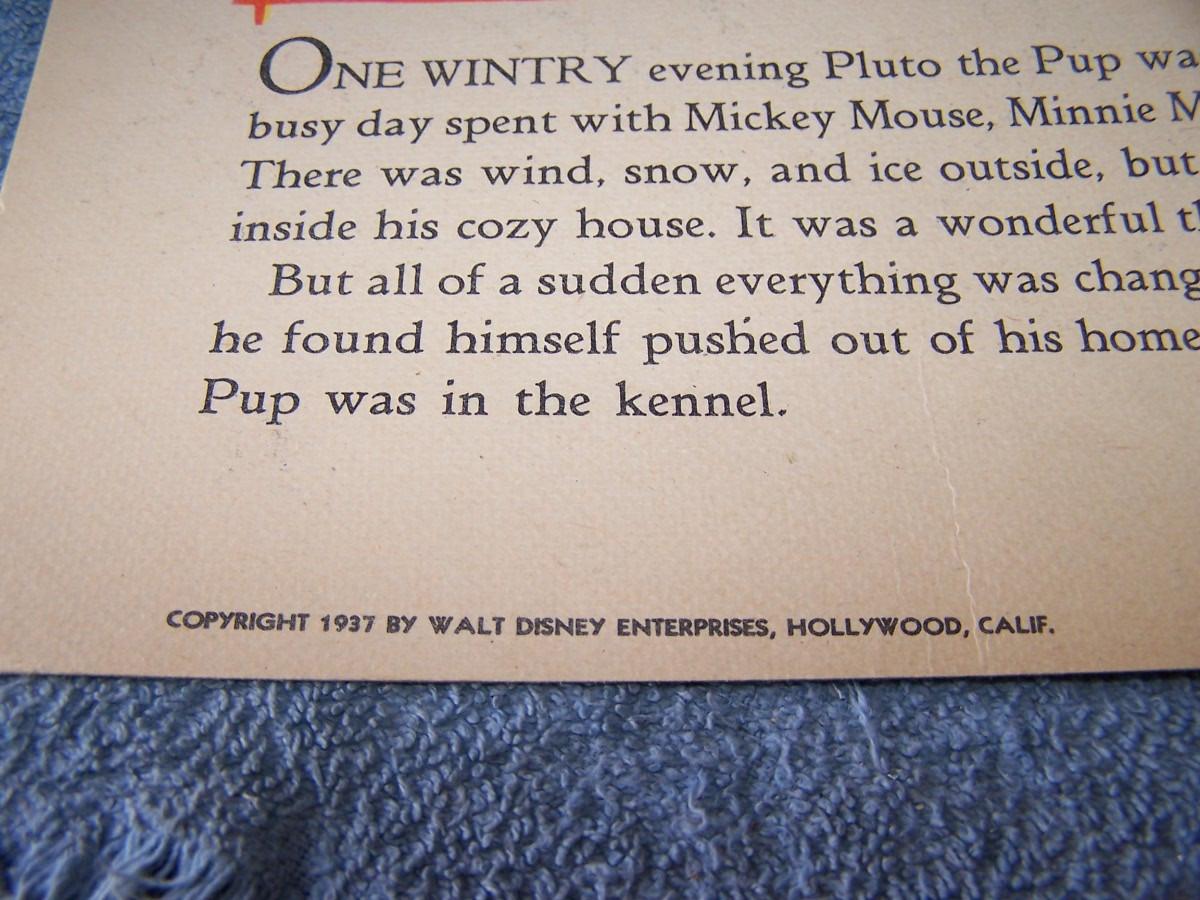 ONE WINTRY evening Pluto the Pup
busy day spent with Mickey Mouse, Minnie
There was wind, snow, and ice outside, but
inside his cozy house. It was a wonderful
But all of a sudden everything was
he found himself pushed out of his home
Pup was in the kennel.
COPYRIGHT 1937 BY WALT DISNEY ENTERPRISES, HOLLYWOOD, CALIF.